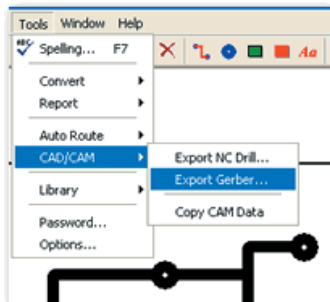 Tools Window Help
ABC Spelling... F7
Aa
Convert
Report
Auto Route
CAD/CAM
Export NC Drill...
Export Gerber...
Copy CAM Data
Library
Password...
Options...